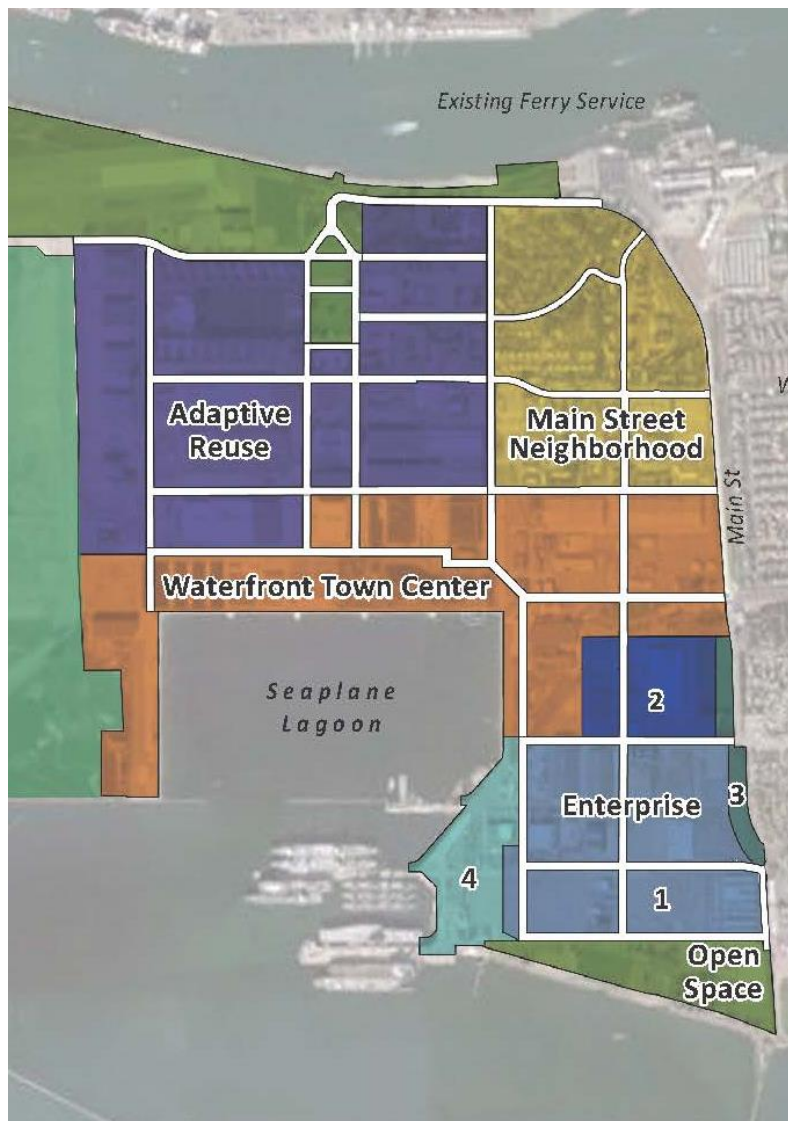 Existing Ferry Service
Adaptive
Reuse
Main Street
Neighborhood
Main St
Waterfront Town Center
Seaplane
Lagoon
2
Enterprise
3
4
1
Open
Space